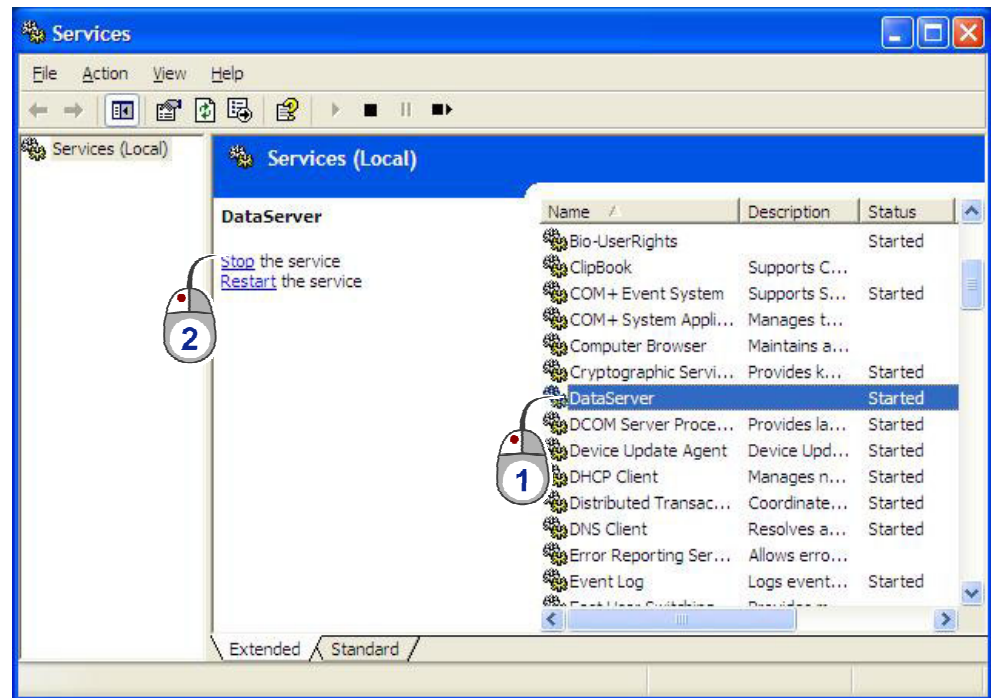 Services
File Action View Help
Services (Local)
Services (Local)
DataServer
Stop the service
Restart the service
2
1
Name Description Status
Bio-UserRights Started
ClipBook Supports C...
COM+ Event System Supports S... Started
COM+ System Appli... Manages t...
Computer Browser Maintains a...
Cryptographic Servi... Provides k... Started
DataServer Started
DCOM Server Proce... Provides la... Started
Device Update Agent Device Upd... Started
DHCP Client Manages n... Started
Distributed Transac... Coordinate... Started
DNS Client Resolves a... Started
Error Reporting Ser... Allows erro...
Event Log Logs event... Started
Extended Standard